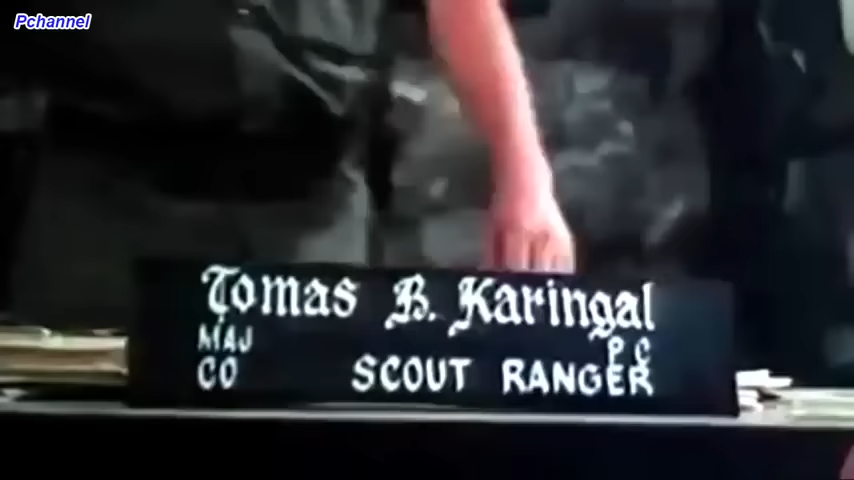 Pchannel
Tomas B. Karingal
MAJ PC
CO SCOUT RANGER